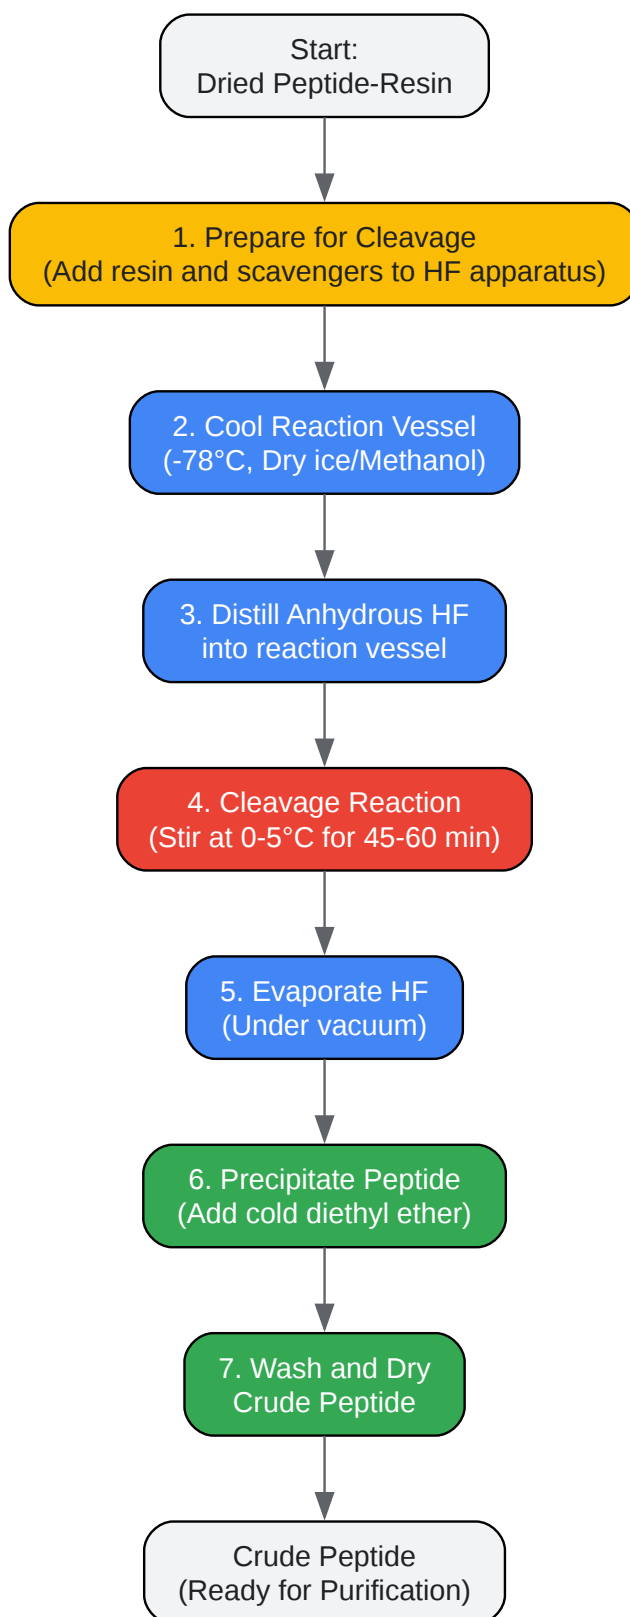 Start:
Dried Peptide-Resin
1. Prepare for Cleavage
(Add resin and scavengers to HF apparatus)
2. Cool Reaction Vessel
(-78°C, Dry ice/Methanol)
3. Distill Anhydrous HF
into reaction vessel
4. Cleavage Reaction
(Stir at 0-5°C for 45-60 min)
5. Evaporate HF
(Under vacuum)
6. Precipitate Peptide
(Add cold diethyl ether)
7. Wash and Dry
Crude Peptide
Crude Peptide
(Ready for Purification)